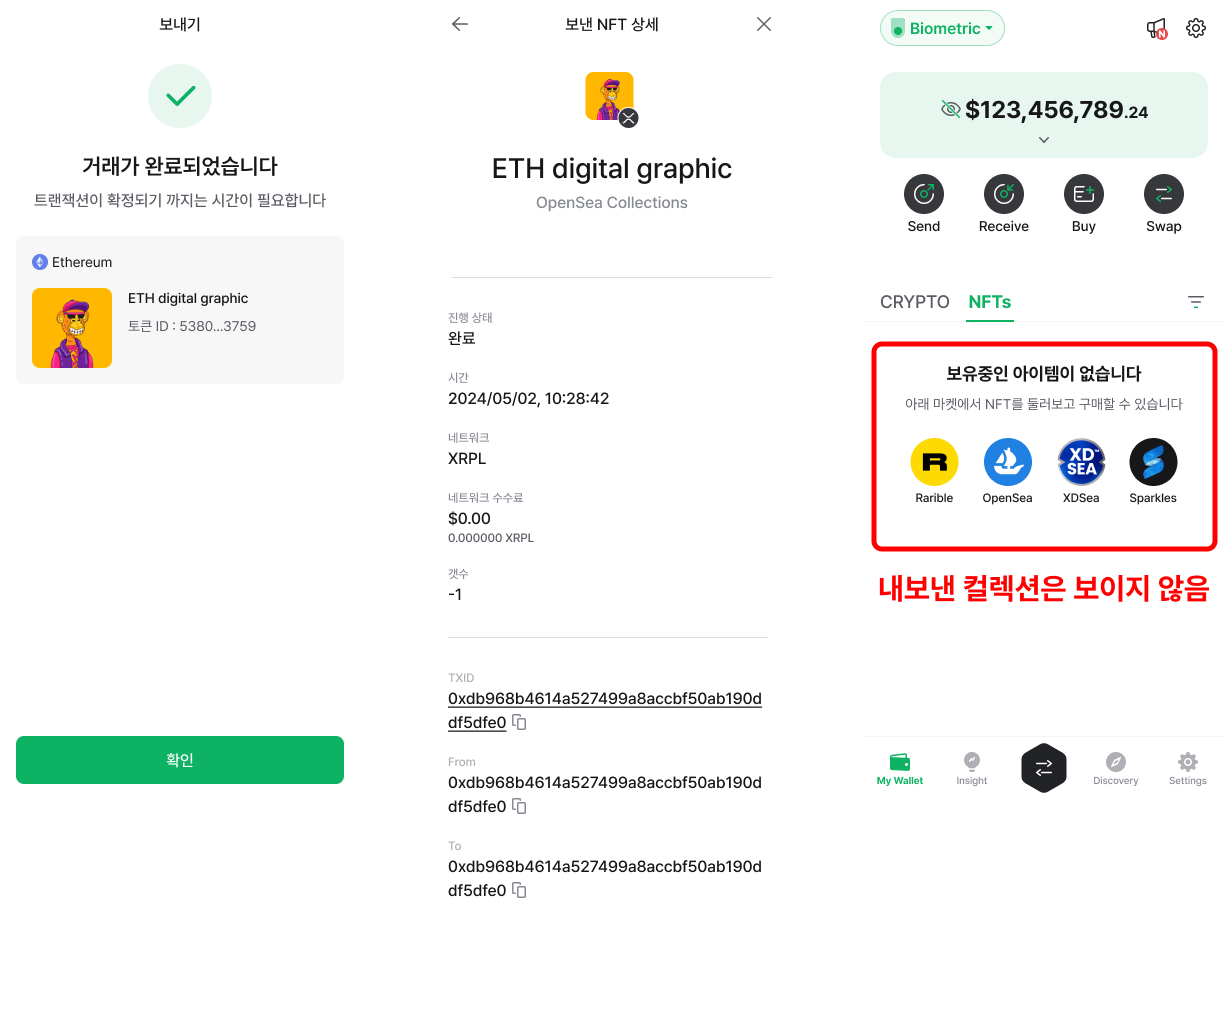 보내기
거래가 완료되었습니다
트랜잭션이 확정되기 까지는 시간이 필요합니다
Ethereum
ETH digital graphic
토큰 ID : 5380...3759
확인
보낸 NFT 상세
ETH digital graphic
OpenSea Collections
진행 상태
완료
시간
2024/05/02, 10:28:42
네트워크
XRPL
네트워크 수수료
$0.00
0.000000 XRPL
갯수
-1
TXID
0xdb968b4614a527499a8accbf50ab190d
df5dfe0
From
0xdb968b4614a527499a8accbf50ab190d
df5dfe0
To
0xdb968b4614a527499a8accbf50ab190d
df5dfe0
Biometric
N
$123,456,789.24
Send Receive Buy Swap
CRYPTO NFTs
보유중인 아이템이 없습니다
아래 마켓에서 NFT를 둘러보고 구매할 수 있습니다
R
XD
SEA
Rarible OpenSea XDSea Sparkles
내보낸 컬렉션은 보이지 않음
My Wallet Insight Discovery Settings